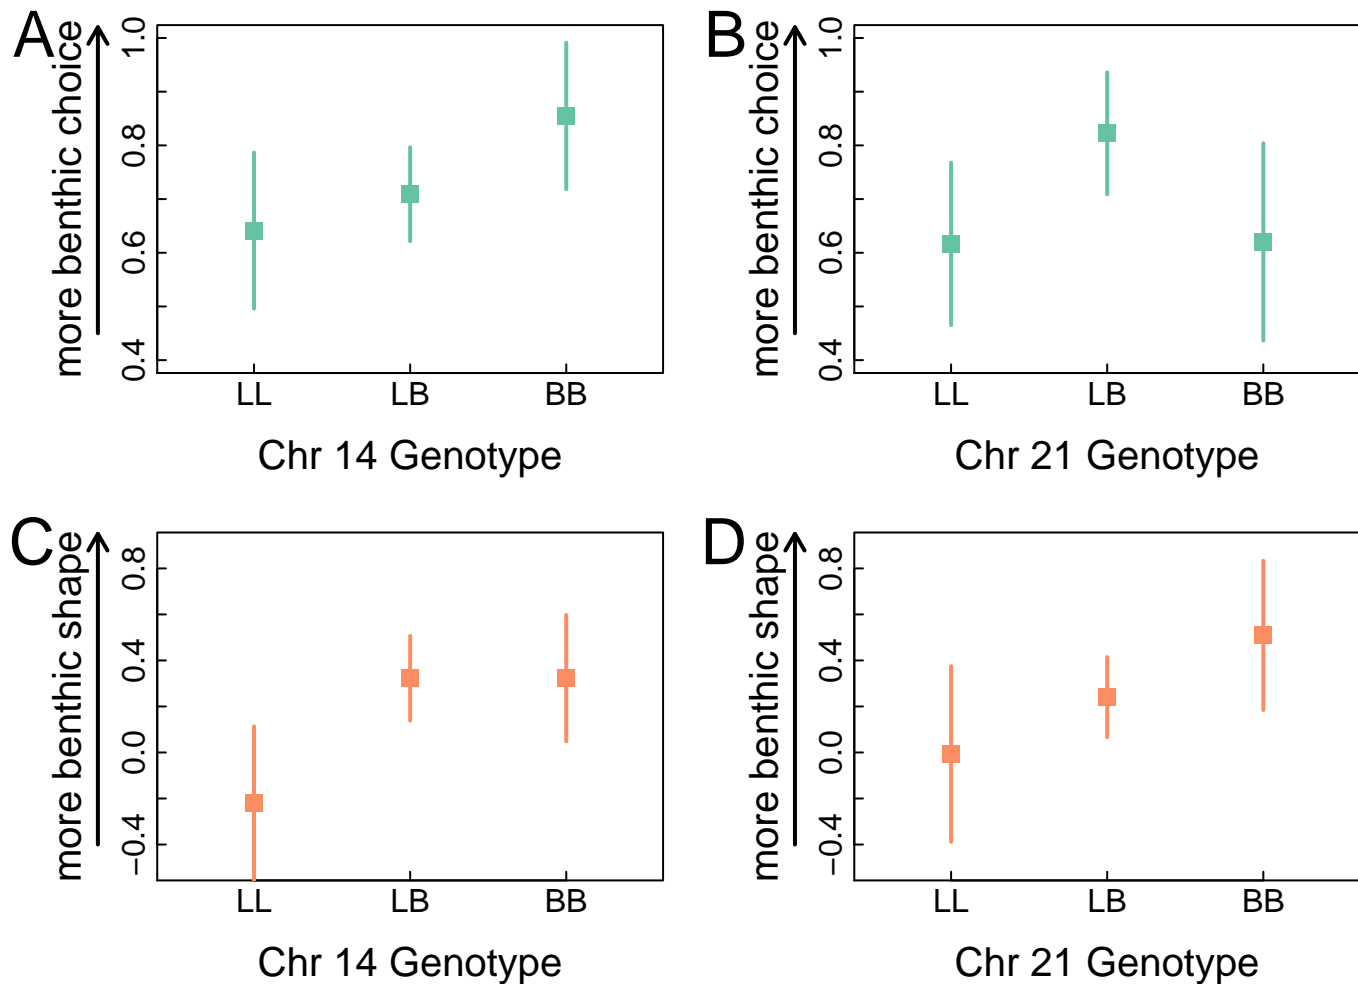 A
more benthic choice
1.0
0.8
0.6
0.4
LL LB BB
Chr 14 Genotype
B
more benthic choice
1.0
0.8
0.6
0.4
LL LB BB
Chr 21 Genotype
C
more benthic shape
0.8
0.4
0.0
−0.4
LL LB BB
Chr 14 Genotype
D
more benthic shape
0.8
0.4
0.0
−0.4
LL LB BB
Chr 21 Genotype